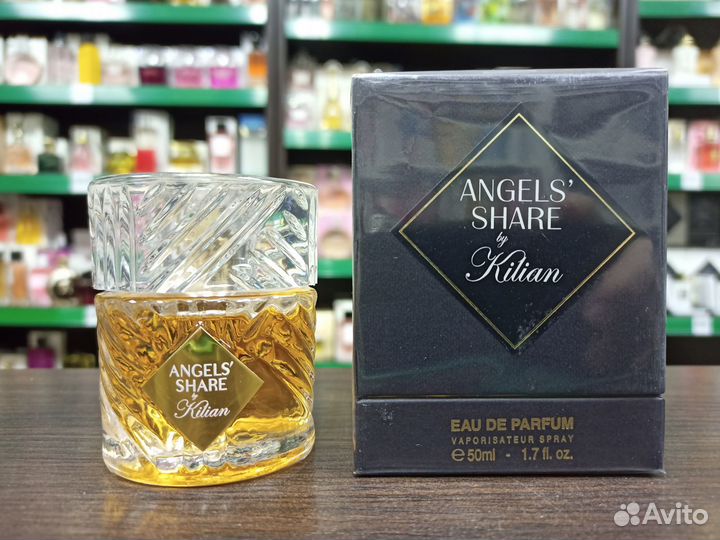 ANGELS'
SHARE
by
Kilian
ANGELS'
SHARE
by
Kilian
EAU DE PARFUM
VAPORISATEUR SPRAY
e 50ml - 1.7 fl. oz.
Avito